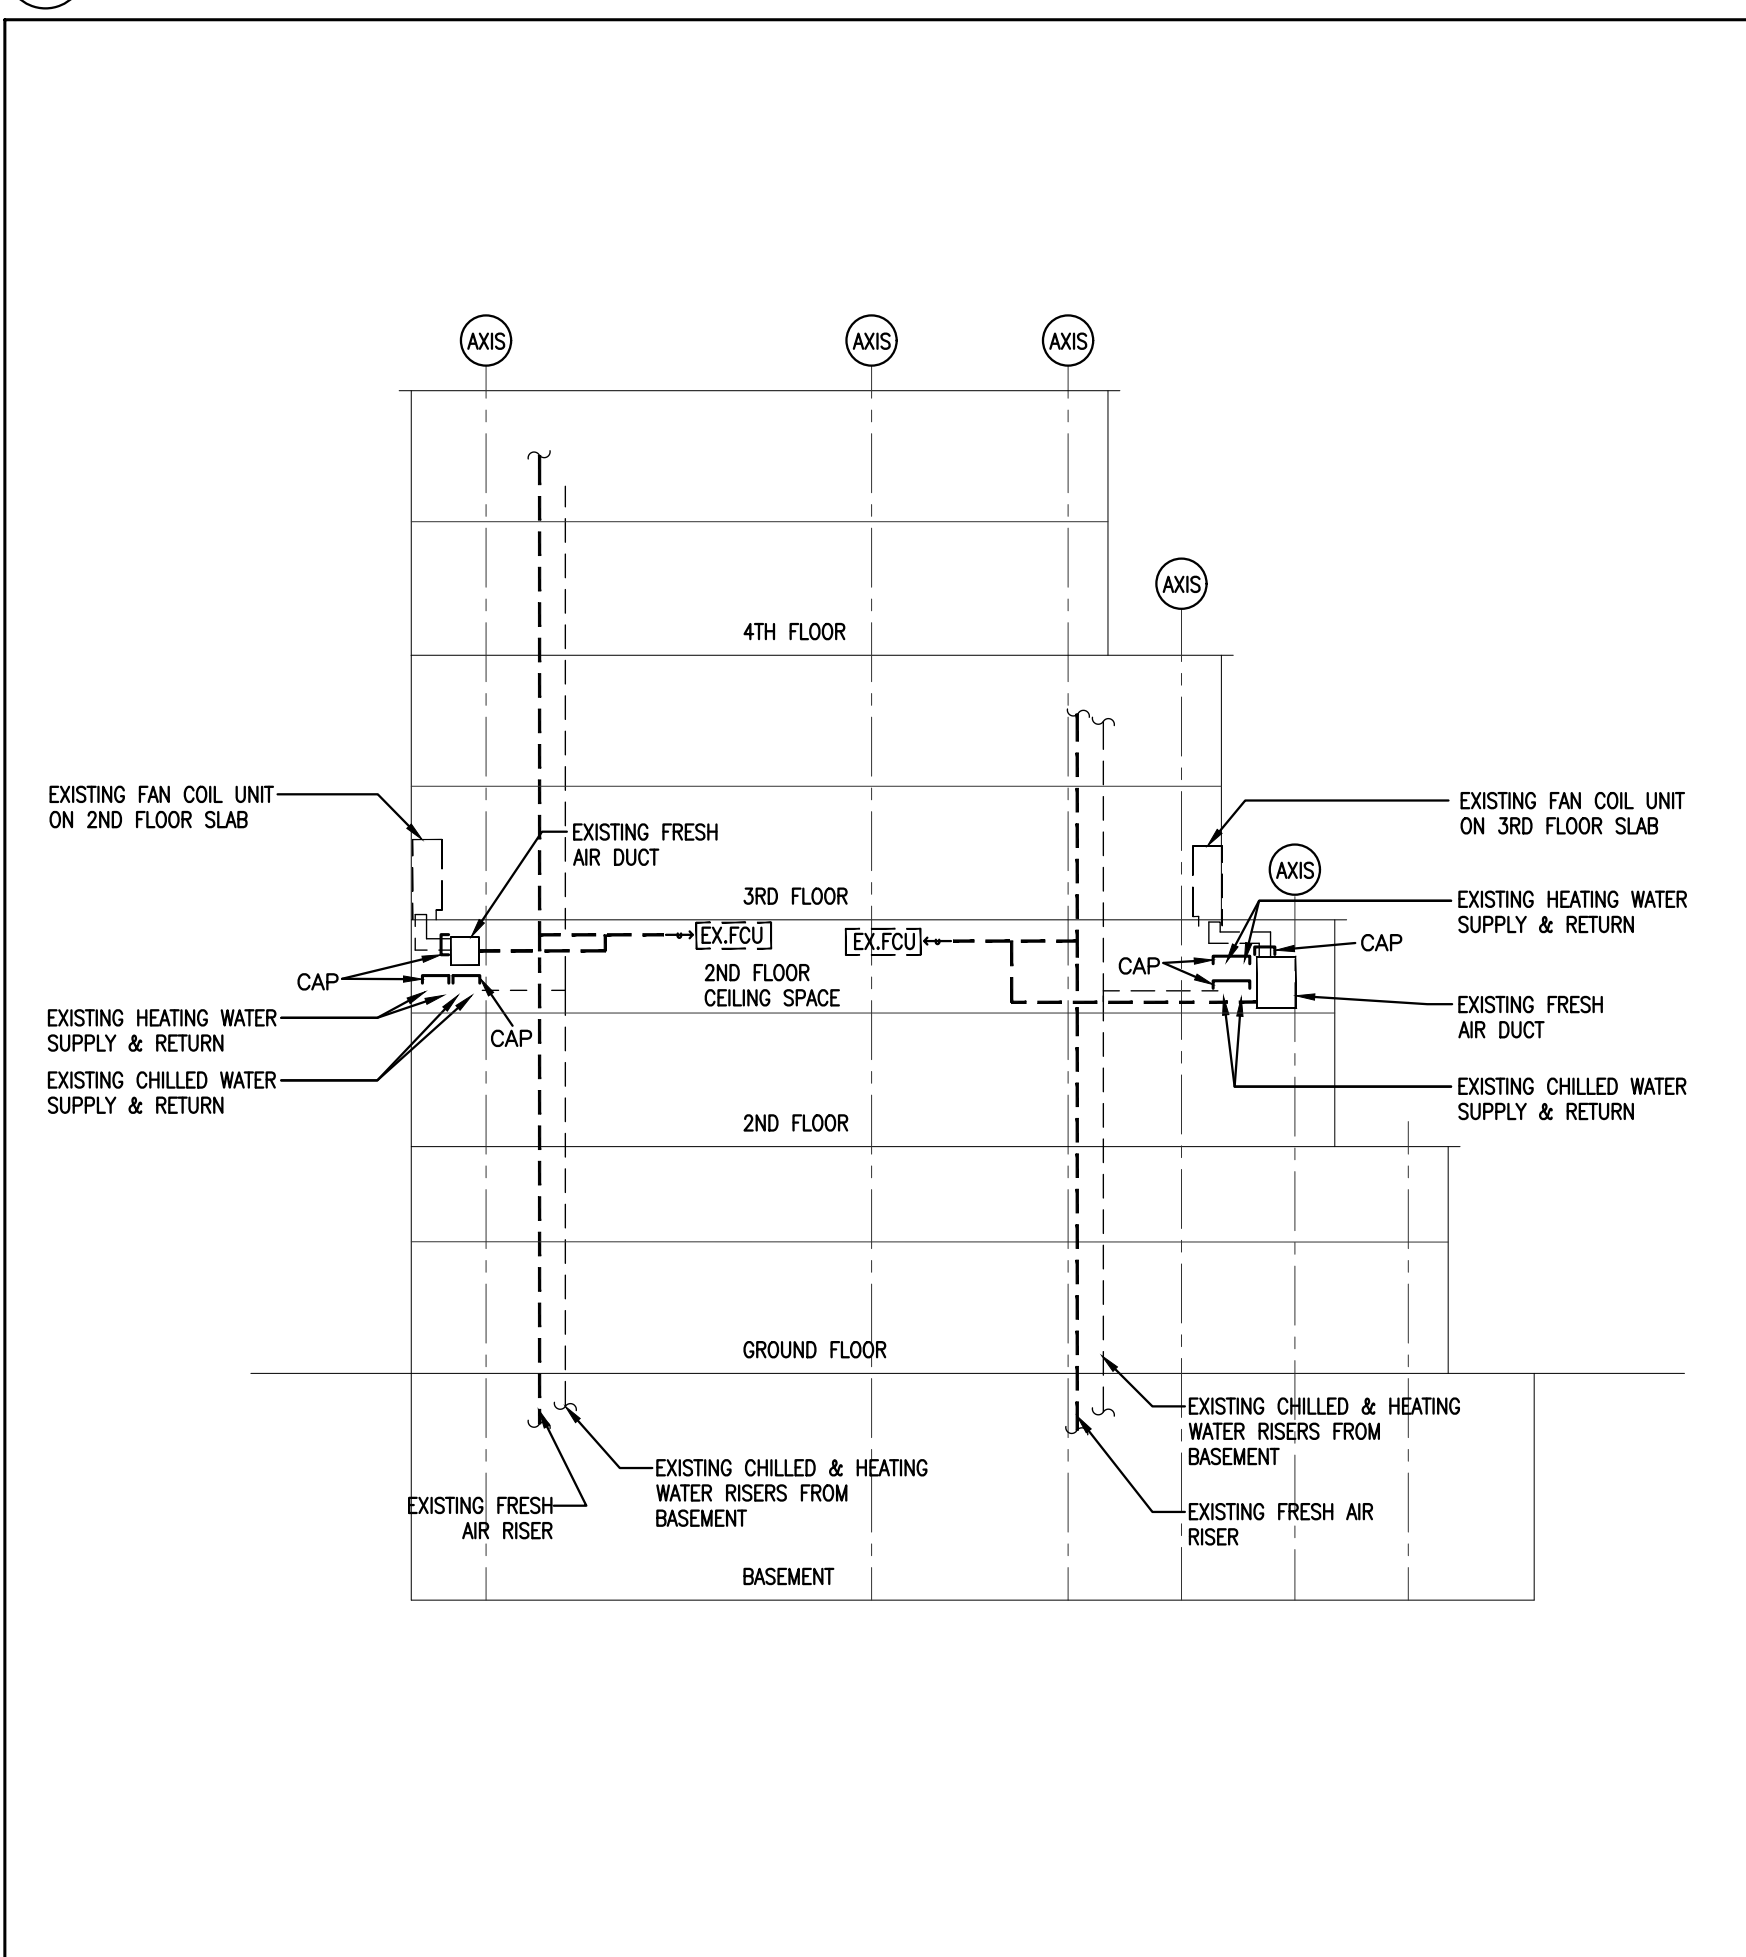 AXIS
AXIS
AXIS
AXIS
4TH FLOOR
EXISTING FAN COIL UNIT
ON 2ND FLOOR SLAB
EXISTING FRESH
AIR DUCT
EXISTING FAN COIL UNIT
ON 3RD FLOOR SLAB
AXIS
3RD FLOOR
EXISTING HEATING WATER
SUPPLY & RETURN
EX.FCU
EX.FCU
CAP
CAP
CAP
2ND FLOOR
CEILING SPACE
EXISTING FRESH
AIR DUCT
EXISTING HEATING WATER
SUPPLY & RETURN
CAP
EXISTING CHILLED WATER
SUPPLY & RETURN
EXISTING CHILLED WATER
SUPPLY & RETURN
2ND FLOOR
GROUND FLOOR
EXISTING CHILLED & HEATING
WATER RISERS FROM
BASEMENT
EXISTING CHILLED & HEATING
WATER RISERS FROM
BASEMENT
EXISTING FRESH
AIR RISER
EXISTING FRESH AIR
RISER
BASEMENT